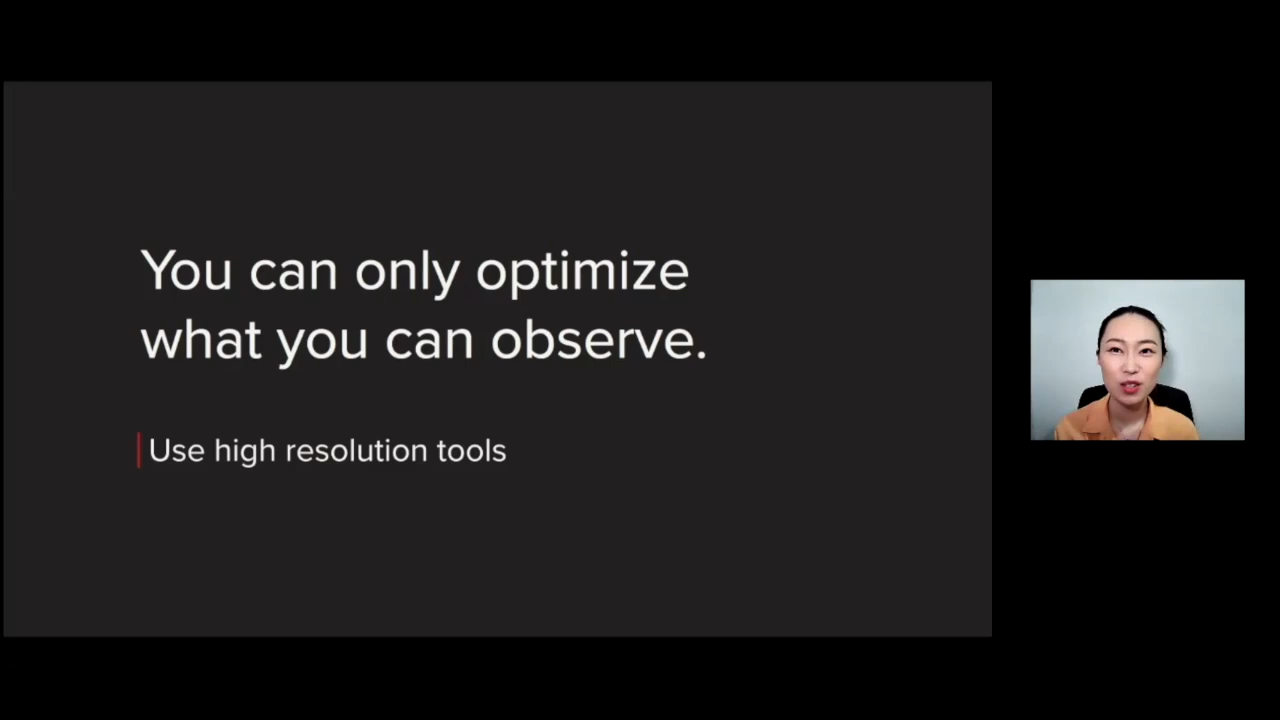 You can only optimize
what you can observe.
Use high resolution tools